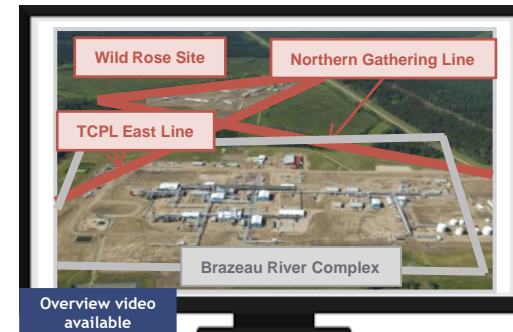 Wild Rose Site
Northern Gathering Line
TCPL East Line
Brazeau River Complex
Overview video
available